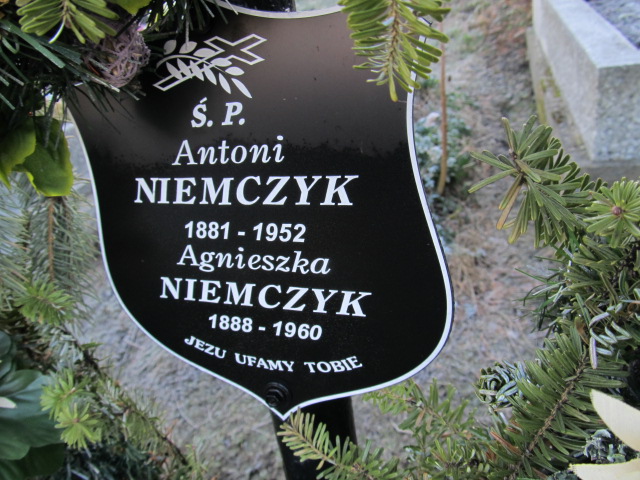 Ś. P.
Antoni
NIEMCZYK
1881 - 1952
Agnieszka
NIEMCZYK
1888 - 1960
JEZU UFAMY TOBIE